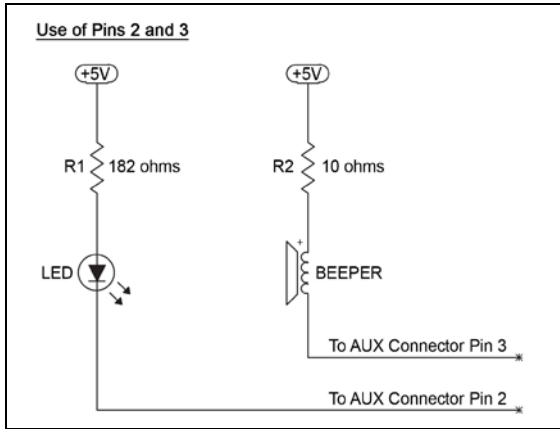 Use of Pins 2 and 3
+5V
+5V
R1 182 ohms
R2 10 ohms
LED
+
BEEPER
To AUX Connector Pin 3
To AUX Connector Pin 2